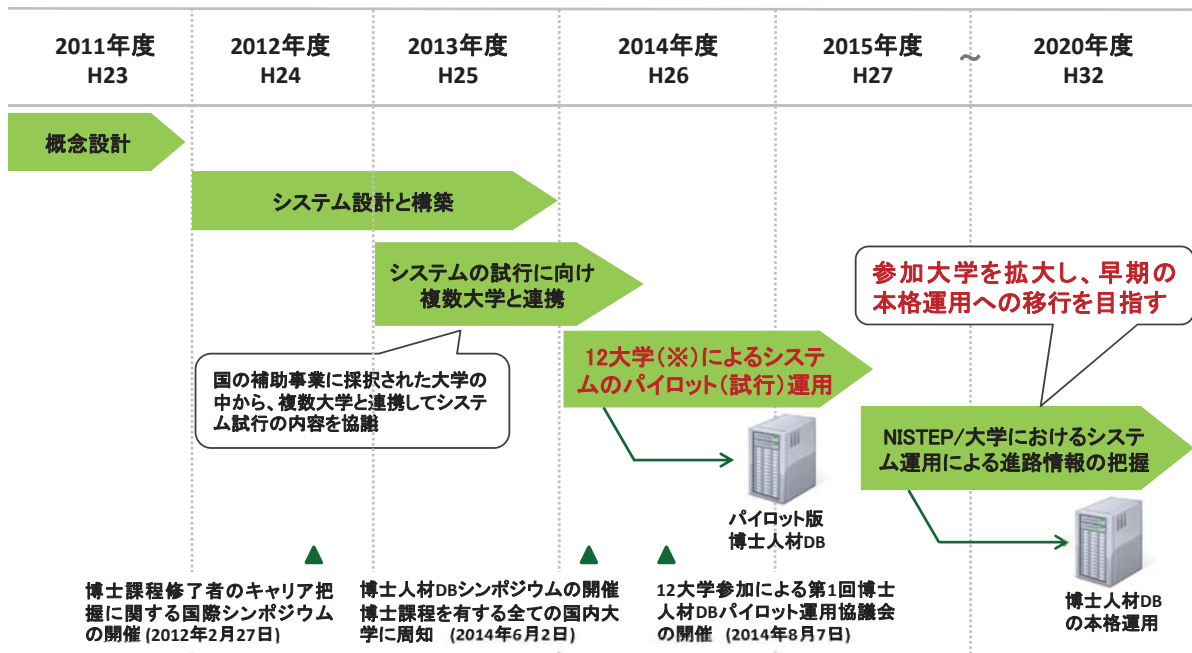 2011年度
H23
2012年度
H24
2013年度
H25
2014年度
H26
2015年度
H27
~
2020年度
H32
概念設計
システム設計と構築
システムの試行に向け
複数大学と連携
国の補助事業に採択された大学の
中から、複数大学と連携してシステ
ム試行の内容を協議
12大学(※)によるシステ
ムのパイロット(試行)運用
参加大学を拡大し、早期の
本格運用への移行を目指す
NISTEP/大学におけるシステ
ム運用による進路情報の把握
パイロット版
博士人材DB
博士人材DB
の本格運用
博士課程修了者のキャリア把
握に関する国際シンポジウム
の開催 (2012年2月27日)
博士人材DBシンポジウムの開催
博士課程を有する全ての国内大
学に周知 (2014年6月2日)
12大学参加による第1回博士
人材DBパイロット運用協議会
の開催 (2014年8月7日)